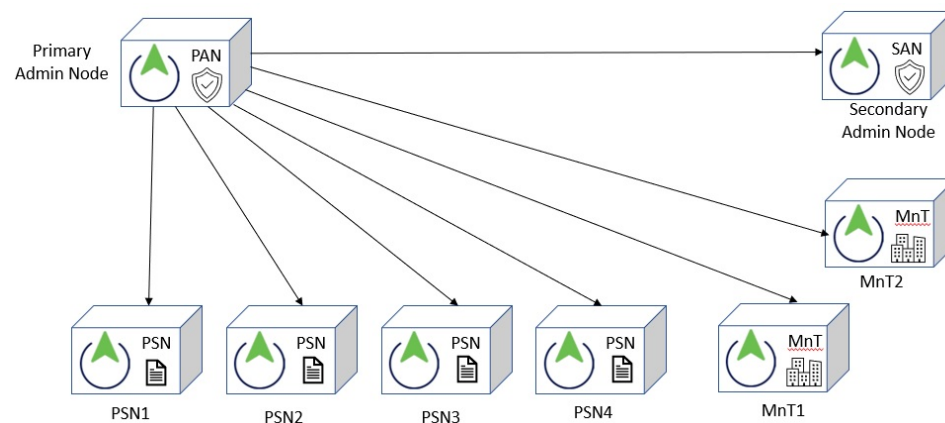 Primary
Admin Node
PAN
SAN
Secondary
Admin Node
MnT
MnT2
PSN
PSN1
PSN
PSN2
PSN
PSN3
PSN
PSN4
MnT
MnT1